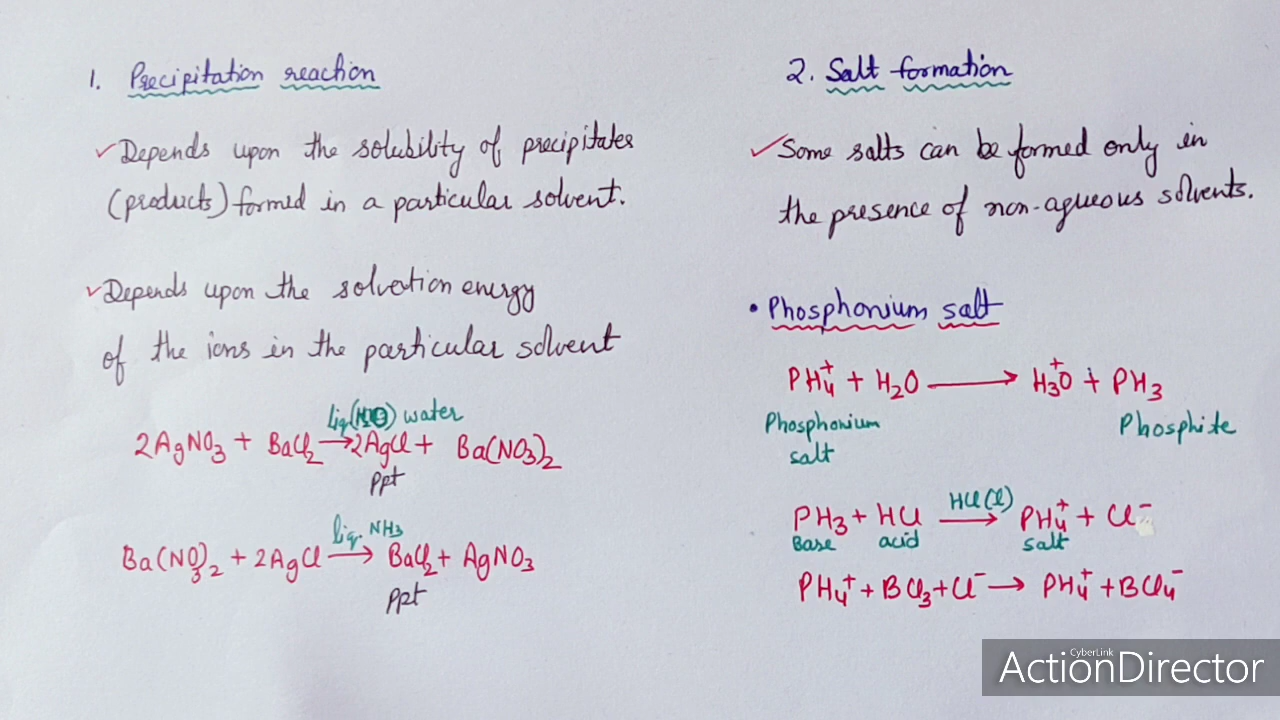 1. Precipitation reaction
✓Depends upon the solubility of precipitates
(products) formed in a particular solvent.
✓Depends upon the solvation energy
of the ions in the particular solvent
liq( ) water
2AgNO₃ + BaCl₂ → 2AgCl + Ba(NO₃)₂
ppt
liq. NH₃
Ba(NO₃)₂ + 2AgCl → BaCl₂ + AgNO₃
ppt
2. Salt formation
✓Some salts can be formed only in
the presence of non-aqueous solvents.
• Phosphonium salt
PH₄⁺ + H₂O → H₃O⁺ + PH₃
Phosphonium Phosphite
salt
HCl(l)
PH₃ + HCl → PH₄⁺ + Cl⁻
Base acid salt
PH₄⁺ + BCl₃ + Cl⁻ → PH₄⁺ + BCl₄⁻
CyberLink
ActionDirector